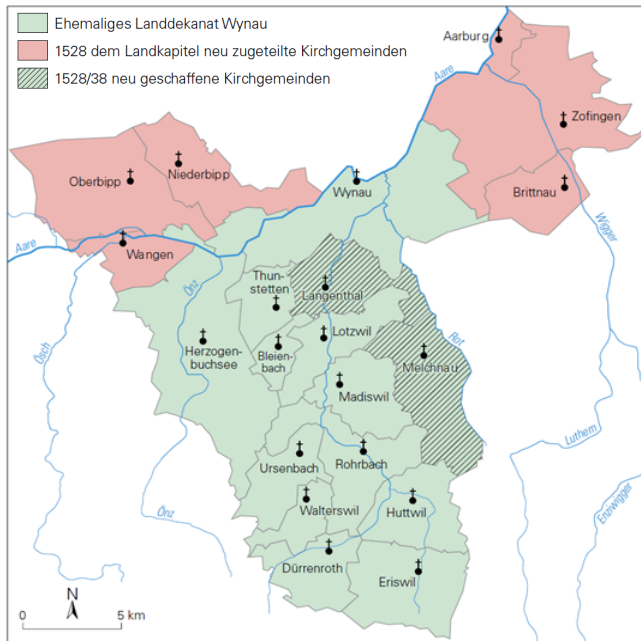 Ehemaliges Landdekanat Wynau
1528 dem Landkapitel neu zugeteilte Kirchgemeinden
1528/38 neu geschaffene Kirchgemeinden
Aarburg
Aare
Zofingen
Niederbipp
Oberbipp
Wynau
Brittnau
Wigger
Aare
Wangen
Önz
Thun-
stetten
Langenthal
Lotzwil
Rot
Ösch
Herzogen-
buchsee
Bleien-
bach
Melchnau
Madiswil
Luthern
Ursenbach
Rohrbach
Enziwigger
Önz
Walterswil
Huttwil
Dürrenroth
Eriswil
N
0 5 km